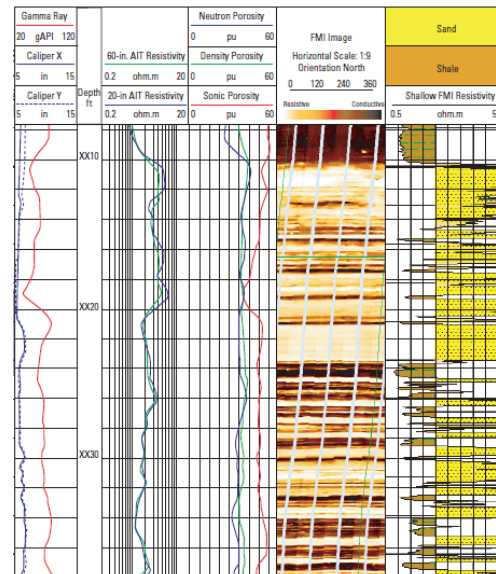 Gamma Ray
20 gAPI 120
Caliper X
5 in 15
Caliper Y
5 in 15
Depth
ft
60-in. AIT Resistivity
0.2 ohm.m 20
20-in AIT Resistivity
0.2 ohm.m 20
Neutron Porosity
0 pu 60
Density Porosity
0 pu 60
Sonic Porosity
0 pu 60
FMI Image
Horizontal Scale: 1:9
Orientation North
0 120 240 360
Resistive Conductive
Sand
Shale
Shallow FMI Resistivity
0.5 ohm.m 5
XX10
XX20
XX30